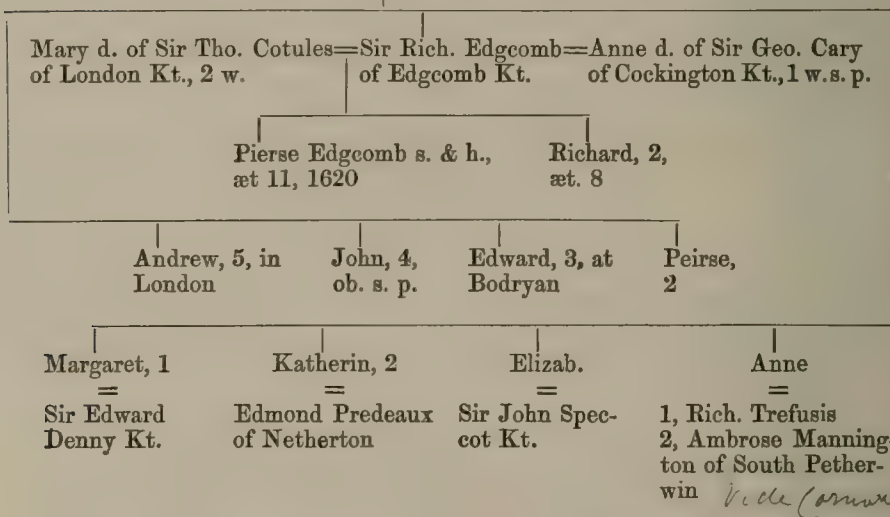 Mary d. of Sir Tho. Cotules=Sir Rich. Edgcomb=Anne d. of Sir Geo. Cary
of London Kt., 2 w. of Edgcomb Kt. of Cockington Kt., 1 w. s. p.
Pierse Edgcomb s. & h., Richard, 2,
æt 11, 1620 æt. 8
Andrew, 5, in John, 4, Edward, 3, at Peirse,
London ob. s. p. Bodryan 2
Margaret, 1 Katherin, 2 Elizab. Anne
= = = =
Sir Edward Edmond Predeaux Sir John Spec- 1, Rich. Trefusis
Denny Kt. of Netherton cot Kt. 2, Ambrose Manning-
ton of South Pether-
win Vide